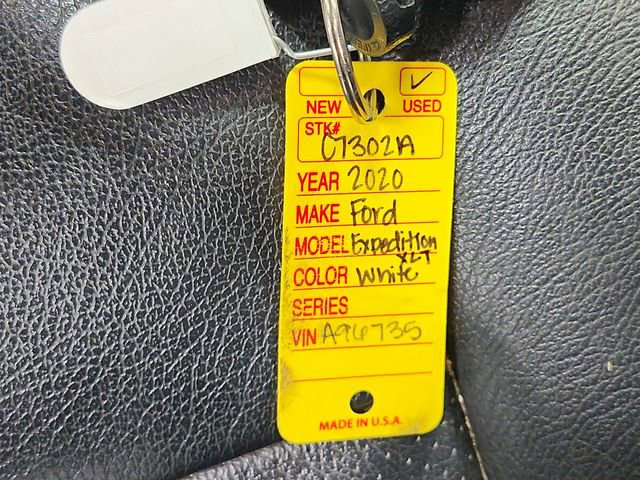 ✓
NEW USED
STK#
C7302A
YEAR 2020
MAKE Ford
MODEL Expedition
XLT
COLOR White
SERIES
VIN A96735
MADE IN U.S.A.